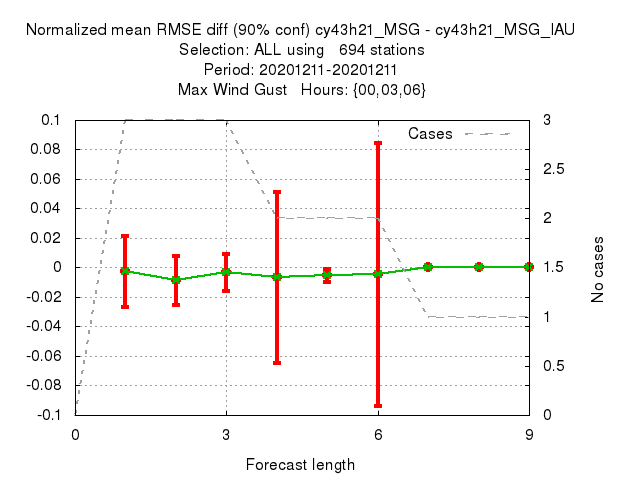 Normalized mean RMSE diff (90% conf) cy43h21_MSG - cy43h21_MSG_IAU
Selection: ALL using   694 stations
Period: 20201211-20201211
Max Wind Gust   Hours: {00,03,06}
Cases
0.1
0.08
0.06
0.04
0.02
0
-0.02
-0.04
-0.06
-0.08
-0.1
3
2.5
2
1.5
1
0.5
0
No cases
0 3 6 9
Forecast length